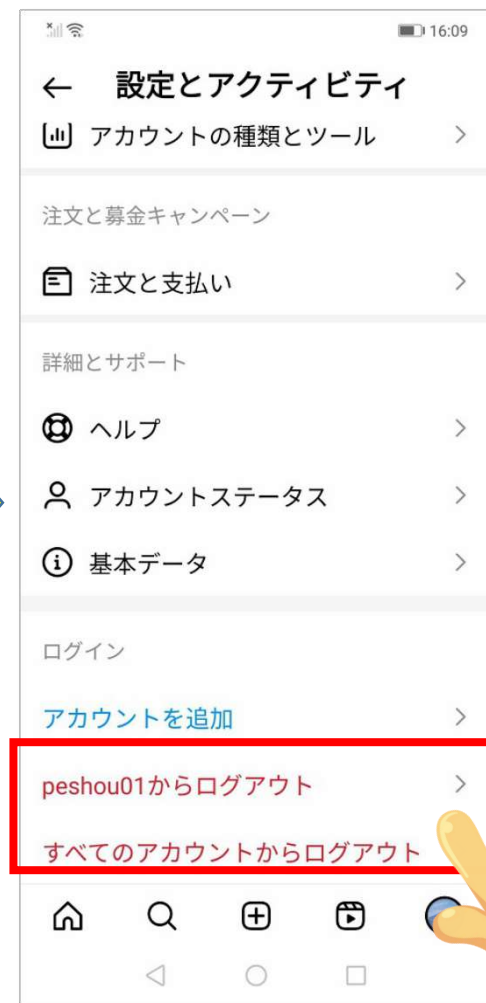 16:09
設定とアクティビティ
アカウントの種類とツール
注文と募金キャンペーン
注文と支払い
詳細とサポート
ヘルプ
アカウントステータス
基本データ
ログイン
アカウントを追加
peshou01からログアウト
すべてのアカウントからログアウト